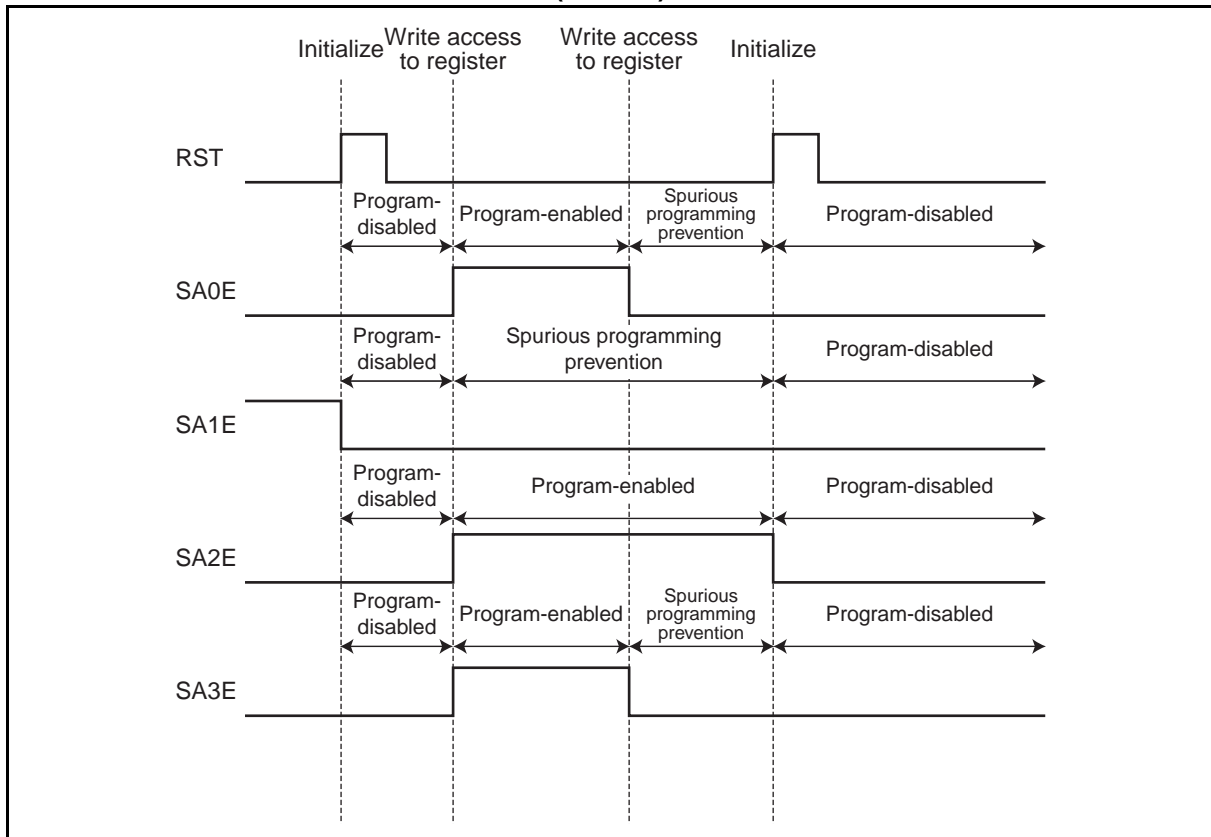 Initialize
Write access
to register
Write access
to register
Initialize
RST
Program-
disabled
Program-enabled
Spurious
programming
prevention
Program-disabled
SA0E
Program-
disabled
Spurious programming
prevention
Program-disabled
SA1E
Program-
disabled
Program-enabled
Program-disabled
SA2E
Program-
disabled
Program-enabled
Spurious
programming
prevention
Program-disabled
SA3E